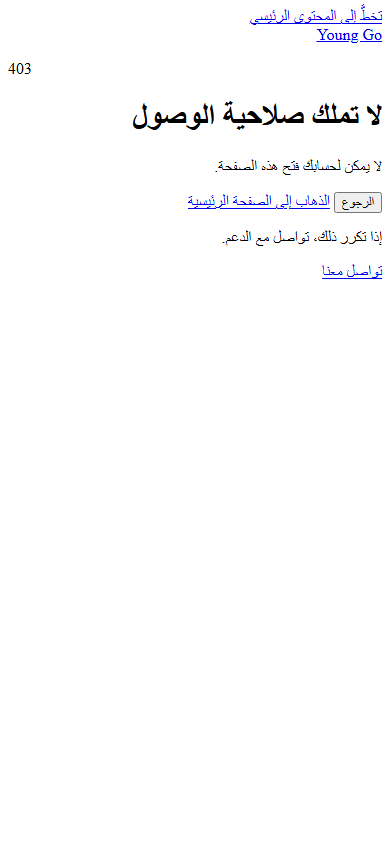 تخطَّ إلى المحتوى الرئيسي
Young Go
403
لا تملك صلاحية الوصول
لا يمكن لحسابك فتح هذه الصفحة.
الرجوع الذهاب إلى الصفحة الرئيسية
إذا تكرر ذلك، تواصل مع الدعم.
تواصل معنا